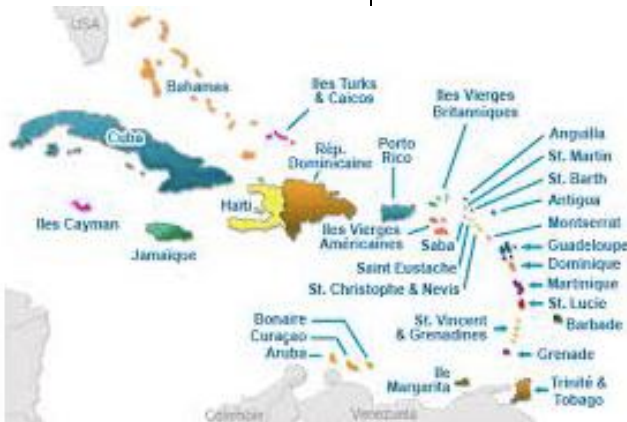 USA
Bahamas
Iles Turks
& Caicos
Iles Vierges
Britanniques
Cuba
Rép.
Dominicaine
Porto
Rico
Anguilla
St. Martin
St. Barth
Antigoa
Montserrat
Haïti
Iles Cayman
Jamaïque
Iles Vierges
Américaines
Saba
Saint Eustache
St. Christophe & Nevis
Guadeloupe
Dominique
Martinique
St. Lucie
Barbade
St. Vincent
& Grenadines
Grenade
Bonaire
Curaçao
Aruba
Ile
Margarita
Trinité &
Tobago
Colombie
Venezuela